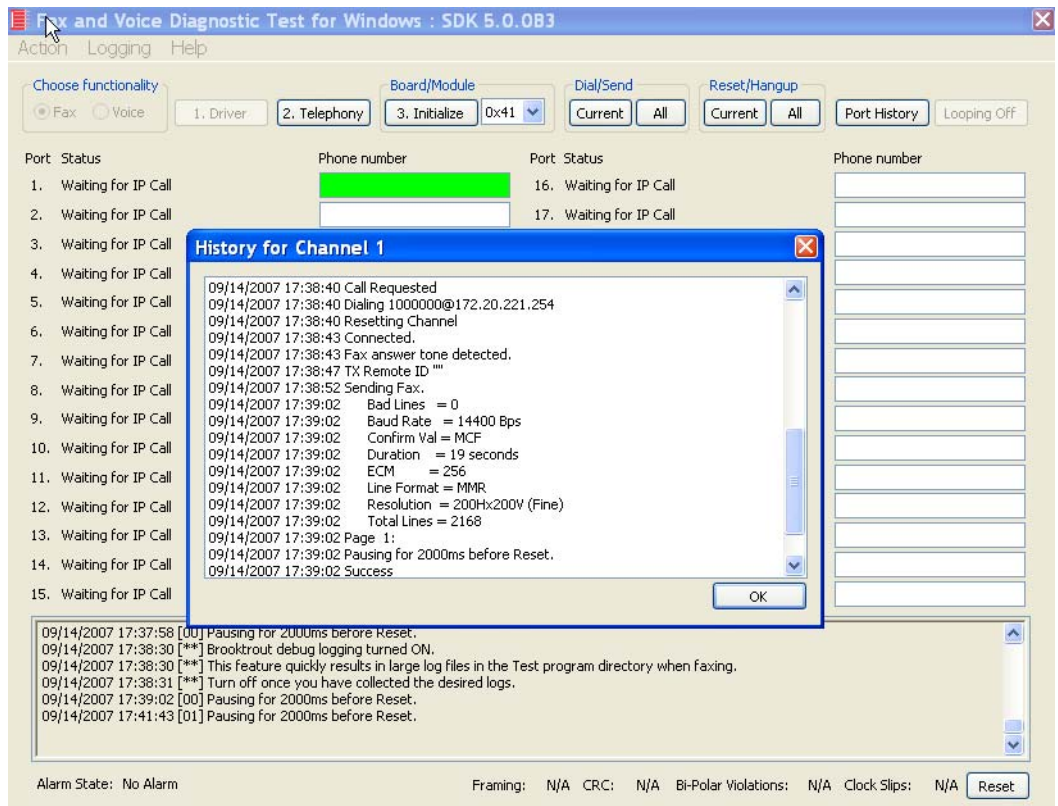 Fax and Voice Diagnostic Test for Windows : SDK 5.0.0B3
Action Logging Help
Choose functionality Board/Module Dial/Send Reset/Hangup
Fax Voice 1. Driver 2. Telephony 3. Initialize 0x41 Current All Current All Port History Looping Off
Port Status Phone number Port Status Phone number
1. Waiting for IP Call 16. Waiting for IP Call
2. Waiting for IP Call 17. Waiting for IP Call
3. Waiting for IP Call
4. Waiting for IP Call
5. Waiting for IP Call
6. Waiting for IP Call
7. Waiting for IP Call
8. Waiting for IP Call
9. Waiting for IP Call
10. Waiting for IP Call
11. Waiting for IP Call
12. Waiting for IP Call
13. Waiting for IP Call
14. Waiting for IP Call
15. Waiting for IP Call
History for Channel 1
09/14/2007 17:38:40 Call Requested
09/14/2007 17:38:40 Dialing 1000000@172.20.221.254
09/14/2007 17:38:40 Resetting Channel
09/14/2007 17:38:43 Connected.
09/14/2007 17:38:43 Fax answer tone detected.
09/14/2007 17:38:47 TX Remote ID ""
09/14/2007 17:38:52 Sending Fax.
09/14/2007 17:39:02 Bad Lines = 0
09/14/2007 17:39:02 Baud Rate = 14400 Bps
09/14/2007 17:39:02 Confirm Val = MCF
09/14/2007 17:39:02 Duration = 19 seconds
09/14/2007 17:39:02 ECM = 256
09/14/2007 17:39:02 Line Format = MMR
09/14/2007 17:39:02 Resolution = 200Hx200V (Fine)
09/14/2007 17:39:02 Total Lines = 2168
09/14/2007 17:39:02 Page 1:
09/14/2007 17:39:02 Pausing for 2000ms before Reset.
09/14/2007 17:39:02 Success
OK
09/14/2007 17:37:58 [00] Pausing for 2000ms before Reset.
09/14/2007 17:38:30 [**] Brooktrout debug logging turned ON.
09/14/2007 17:38:30 [**] This feature quickly results in large log files in the Test program directory when faxing.
09/14/2007 17:38:31 [**] Turn off once you have collected the desired logs.
09/14/2007 17:39:02 [00] Pausing for 2000ms before Reset.
09/14/2007 17:41:43 [01] Pausing for 2000ms before Reset.
Alarm State: No Alarm Framing: N/A CRC: N/A Bi-Polar Violations: N/A Clock Slips: N/A Reset